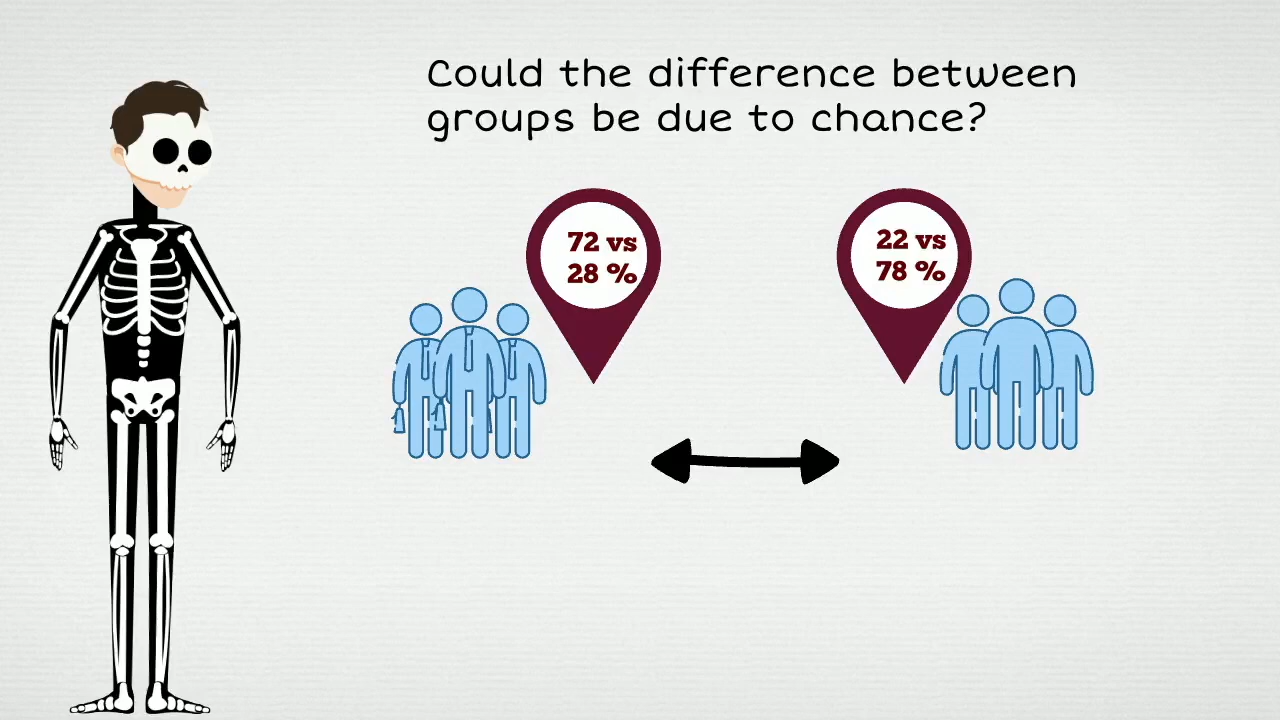 Could the difference between
groups be due to chance?
72 vs
28 %
22 vs
78 %